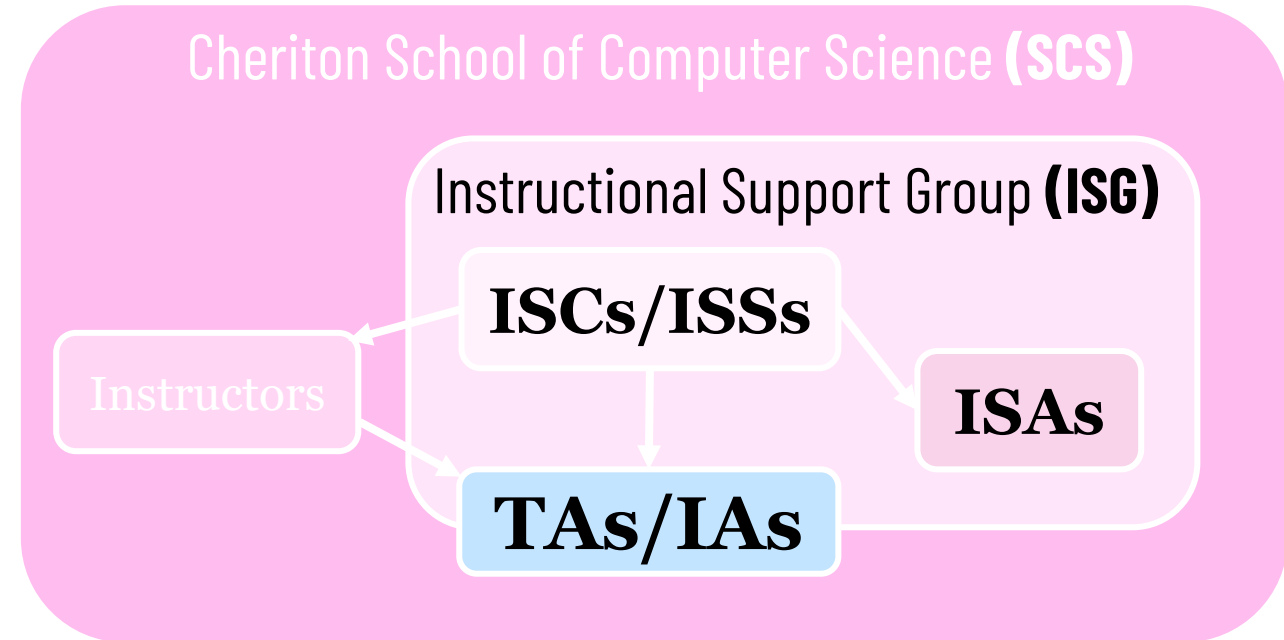 Cheriton School of Computer Science (SCS)
Instructional Support Group (ISG)
ISCs/ISSs
Instructors
ISAs
TAs/IAs